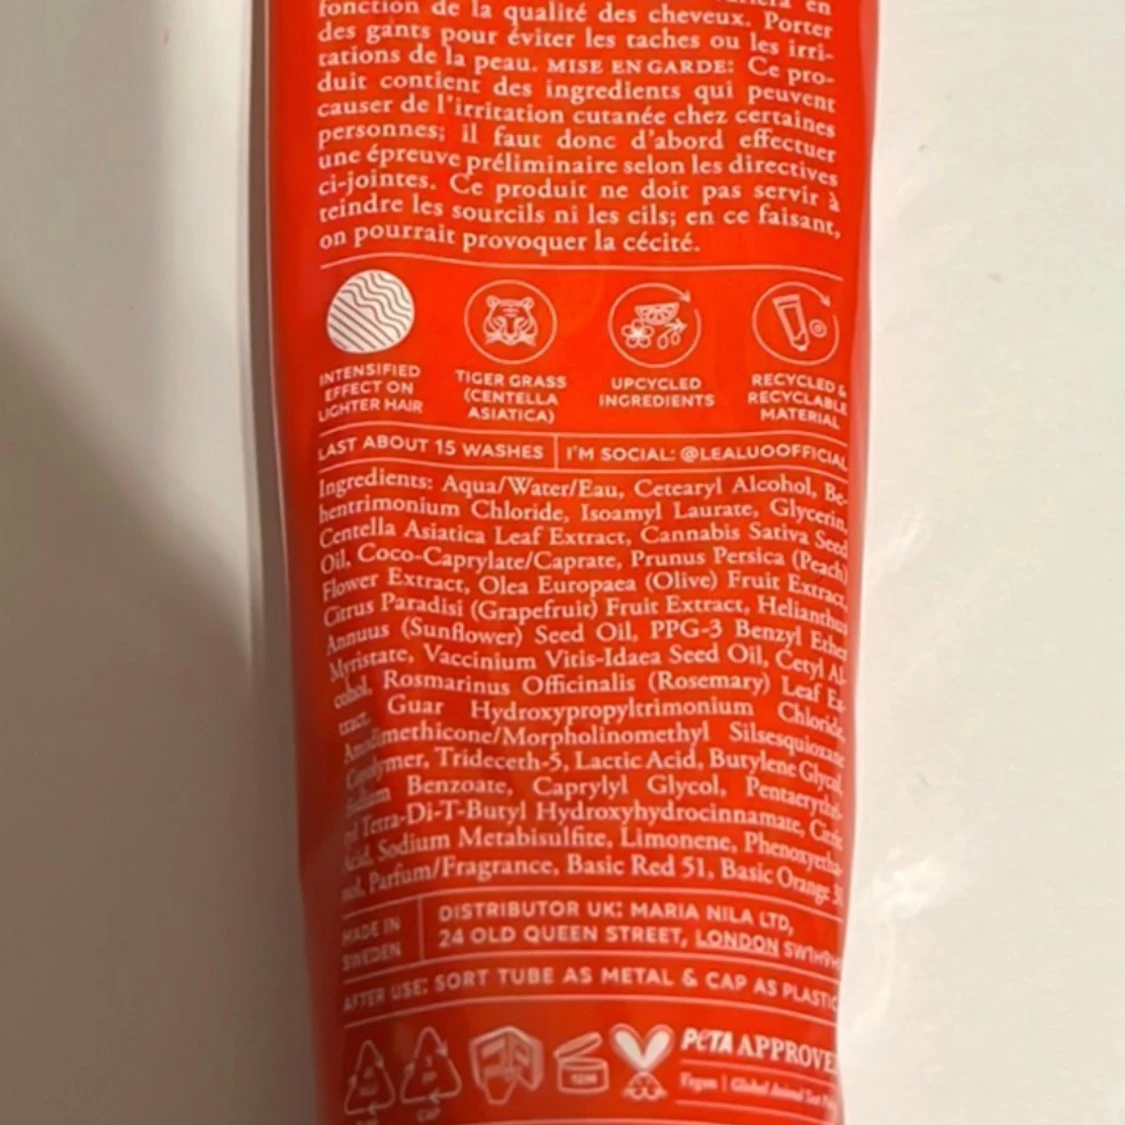 en
fonction de la qualité des cheveux. Porter
des gants pour éviter les taches ou les irri-
tations de la peau. MISE EN GARDE: Ce pro-
duit contient des ingredients qui peuvent
causer de l'irritation cutanée chez certaines
personnes; il faut donc d'abord effectuer
une épreuve préliminaire selon les directives
ci-jointes. Ce produit ne doit pas servir à
teindre les sourcils ni les cils; en ce faisant,
on pourrait provoquer la cécité.
INTENSIFIED
EFFECT ON
LIGHTER HAIR
TIGER GRASS
(CENTELLA
ASIATICA)
UPCYCLED
INGREDIENTS
RECYCLED &
RECYCLABLE
MATERIAL
LAST ABOUT 15 WASHES
I'M SOCIAL: @LEALUOOFFICIAL
Ingredients: Aqua/Water/Eau, Cetearyl Alcohol, Be-
hentrimonium Chloride, Isoamyl Laurate, Glycerin,
Centella Asiatica Leaf Extract, Cannabis Sativa Seed
Oil, Coco-Caprylate/Caprate, Prunus Persica (Peach)
Flower Extract, Olea Europaea (Olive) Fruit Extract,
Citrus Paradisi (Grapefruit) Fruit Extract, Helianthus
Annuus (Sunflower) Seed Oil, PPG-3 Benzyl Ether
Myristate, Vaccinium Vitis-Idaea Seed Oil, Cetyl Al-
cohol, Rosmarinus Officinalis (Rosemary) Leaf Ex-
tract, Guar Hydroxypropyltrimonium Chloride,
Amodimethicone/Morpholinomethyl Silsesquioxane
Copolymer, Trideceth-5, Lactic Acid, Butylene Glycol,
Sodium Benzoate, Caprylyl Glycol, Pentaerythri-
tyl Tetra-Di-T-Butyl Hydroxyhydrocinnamate, Citric
Acid, Sodium Metabisulfite, Limonene, Phenoxyetha-
nol, Parfum/Fragrance, Basic Red 51, Basic Orange 31
MADE IN
SWEDEN
DISTRIBUTOR UK: MARIA NILA LTD,
24 OLD QUEEN STREET, LONDON SW1H9H
AFTER USE: SORT TUBE AS METAL & CAP AS PLASTIC
12M
CAP
PETA APPROVE
Vegan | Global Animal Test